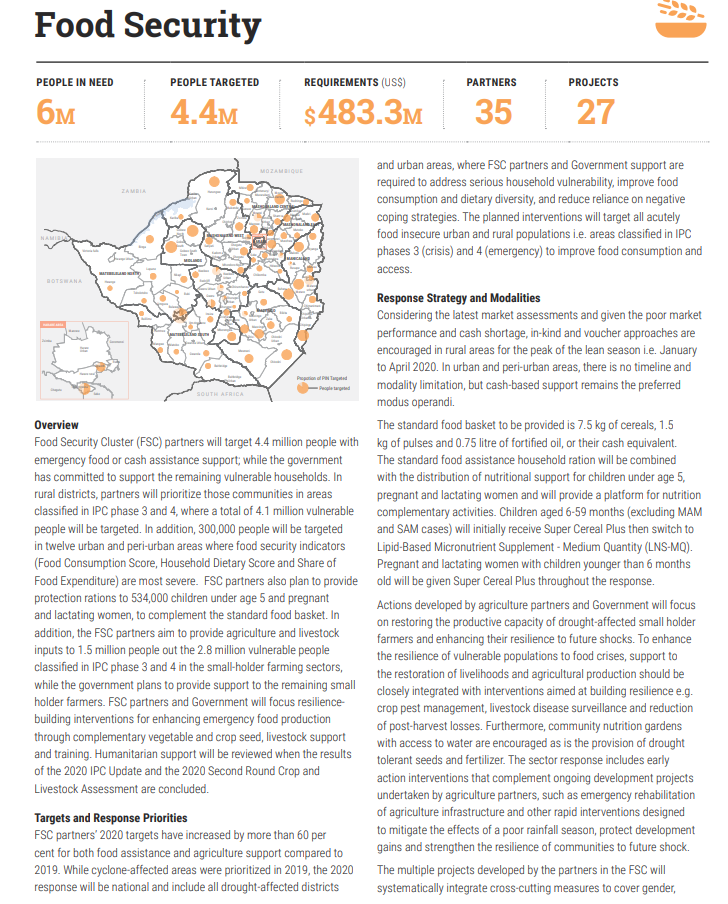 Food Security
PEOPLE IN NEED
6M
PEOPLE TARGETED
4.4M
REQUIREMENTS (US$)
$483.3M
PARTNERS
35
PROJECTS
27
ZAMBIA
MOZAMBIQUE
NAMIBIA
BOTSWANA
SOUTH AFRICA
MATABELELAND NORTH
MIDLANDS
MANICALAND
MATABELELAND SOUTH
Proportion of PIN Targeted
People targeted
Overview
Food Security Cluster (FSC) partners will target 4.4 million people with
emergency food or cash assistance support; while the government
has committed to support the remaining vulnerable households. In
rural districts, partners will prioritize those communities in areas
classified in IPC phase 3 and 4, where a total of 4.1 million vulnerable
people will be targeted. In addition, 300,000 people will be targeted
in twelve urban and peri-urban areas where food security indicators
(Food Consumption Score, Household Dietary Score and Share of
Food Expenditure) are most severe. FSC partners also plan to provide
protection rations to 534,000 children under age 5 and pregnant
and lactating women, to complement the standard food basket. In
addition, the FSC partners aim to provide agriculture and livestock
inputs to 1.5 million people out the 2.8 million vulnerable people
classified in IPC phase 3 and 4 in the small-holder farming sectors,
while the government plans to provide support to the remaining small
holder farmers. FSC partners and Government will focus resilience-
building interventions for enhancing emergency food production
through complementary vegetable and crop seed, livestock support
and training. Humanitarian support will be reviewed when the results
of the 2020 IPC Update and the 2020 Second Round Crop and
Livestock Assessment are concluded.
Targets and Response Priorities
FSC partners' 2020 targets have increased by more than 60 per
cent for both food assistance and agriculture support compared to
2019. While cyclone-affected areas were prioritized in 2019, the 2020
response will be national and include all drought-affected districts
and urban areas, where FSC partners and Government support are
required to address serious household vulnerability, improve food
consumption and dietary diversity, and reduce reliance on negative
coping strategies. The planned interventions will target all acutely
food insecure urban and rural populations i.e. areas classified in IPC
phases 3 (crisis) and 4 (emergency) to improve food consumption and
access.
Response Strategy and Modalities
Considering the latest market assessments and given the poor market
performance and cash shortage, in-kind and voucher approaches are
encouraged in rural areas for the peak of the lean season i.e. January
to April 2020. In urban and peri-urban areas, there is no timeline and
modality limitation, but cash-based support remains the preferred
modus operandi.
The standard food basket to be provided is 7.5 kg of cereals, 1.5
kg of pulses and 0.75 litre of fortified oil, or their cash equivalent.
The standard food assistance household ration will be combined
with the distribution of nutritional support for children under age 5,
pregnant and lactating women and will provide a platform for nutrition
complementary activities. Children aged 6-59 months (excluding MAM
and SAM cases) will initially receive Super Cereal Plus then switch to
Lipid-Based Micronutrient Supplement - Medium Quantity (LNS-MQ).
Pregnant and lactating women with children younger than 6 months
old will be given Super Cereal Plus throughout the response.
Actions developed by agriculture partners and Government will focus
on restoring the productive capacity of drought-affected small holder
farmers and enhancing their resilience to future shocks. To enhance
the resilience of vulnerable populations to food crises, support to
the restoration of livelihoods and agricultural production should be
closely integrated with interventions aimed at building resilience e.g.
crop pest management, livestock disease surveillance and reduction
of post-harvest losses. Furthermore, community nutrition gardens
with access to water are encouraged as is the provision of drought
tolerant seeds and fertilizer. The sector response includes early
action interventions that complement ongoing development projects
undertaken by agriculture partners, such as emergency rehabilitation
of agriculture infrastructure and other rapid interventions designed
to mitigate the effects of a poor rainfall season, protect development
gains and strengthen the resilience of communities to future shock.
The multiple projects developed by the partners in the FSC will
systematically integrate cross-cutting measures to cover gender,